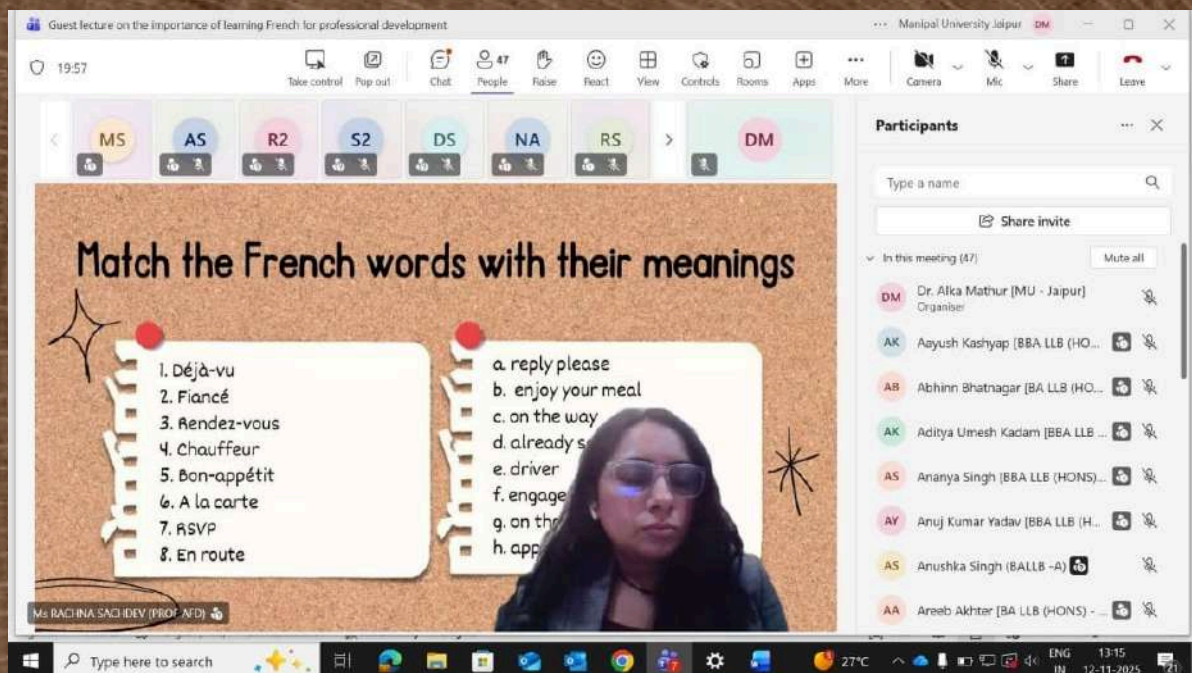 Guest lecture on the importance of learning French for professional development
Manipal University Jaipur DM
19:57
Take control Pop out Chat People 47 Raise React View Controls Rooms Apps More Camera Mic Share Leave
MS AS R2 S2 DS NA RS DM
Match the French words with their meanings
1. Déjà-vu
2. Fiancé
3. Rendez-vous
4. Chauffeur
5. Bon-appétit
6. A la carte
7. RSVP
8. En route
a. reply please
b. enjoy your meal
c. on the way
d. already s
e. driver
f. engage
g. on the
h. app
Ms RACHNA SACHDEV (PROF AFD)
Participants
Type a name
Share invite
In this meeting (47) Mute all
DM Dr. Alka Mathur [MU - Jaipur]
Organiser
AK Aayush Kashyap [BBA LLB (HO...
AB Abhinn Bhatnagar [BA LLB (HO...
AK Aditya Umesh Kadam [BBA LLB ...
AS Ananya Singh [BBA LLB (HONS)...
AY Anuj Kumar Yadav [BBA LLB (H...
AS Anushka Singh (BALLB -A)
AA Areeb Akhter [BA LLB (HONS) - ...
Type here to search
27°C
ENG
IN
13:15
12-11-2025
21